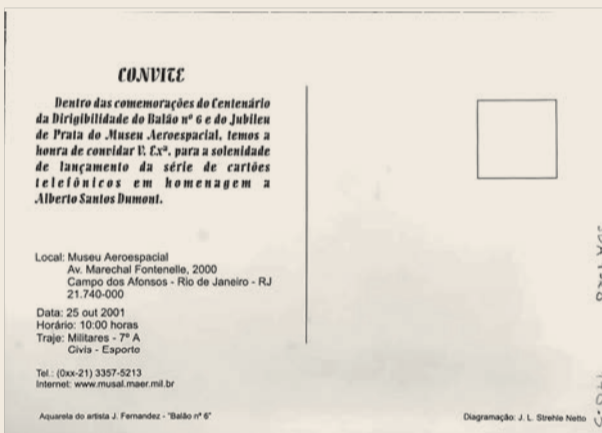 CONVITE
Dentro das comemorações do Centenário
da Dirigibilidade do Balão nº 6 e do Jubileu
de Prata do Museu Aeroespacial, temos a
honra de convidar V. Exª. para a solenidade
de lançamento da série de cartões
telefônicos em homenagem a
Alberto Santos Dumont.
Local: Museu Aeroespacial
Av. Marechal Fontenelle, 2000
Campo dos Afonsos - Rio de Janeiro - RJ
21.740-000
Data: 25 out 2001
Horário: 10:00 horas
Traje: Militares - 7º A
Civis - Esporte
Tel.: (0xx-21) 3357-5213
Internet: www.musal.maer.mil.br
Aquarela do artista J. Fernandez - "Balão nº 6"
Diagramação: J. L. Strehle Netto